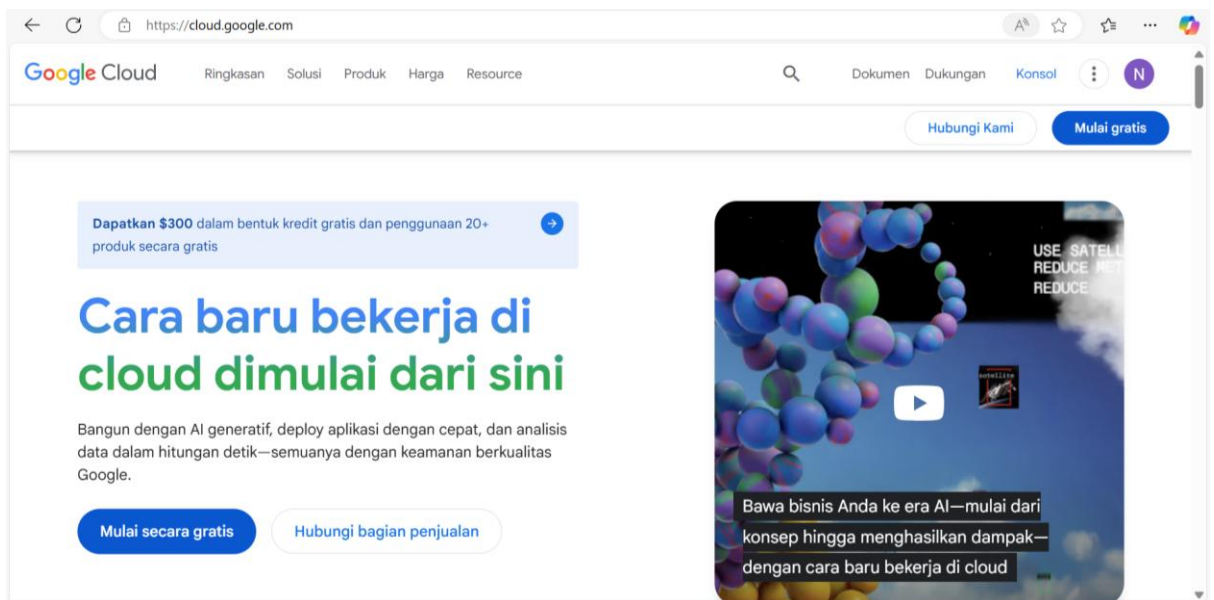 https://cloud.google.com
Google Cloud
Ringkasan Solusi Produk Harga Resource
Dokumen Dukungan Konsol
N
Hubungi Kami
Mulai gratis
Dapatkan $300 dalam bentuk kredit gratis dan penggunaan 20+
produk secara gratis
Cara baru bekerja di
cloud dimulai dari sini
Bangun dengan AI generatif, deploy aplikasi dengan cepat, dan analisis
data dalam hitungan detik—semuanya dengan keamanan berkualitas
Google.
Mulai secara gratis
Hubungi bagian penjualan
USE SATELL
REDUCE
REDUCE
Bawa bisnis Anda ke era AI—mulai dari
konsep hingga menghasilkan dampak—
dengan cara baru bekerja di cloud